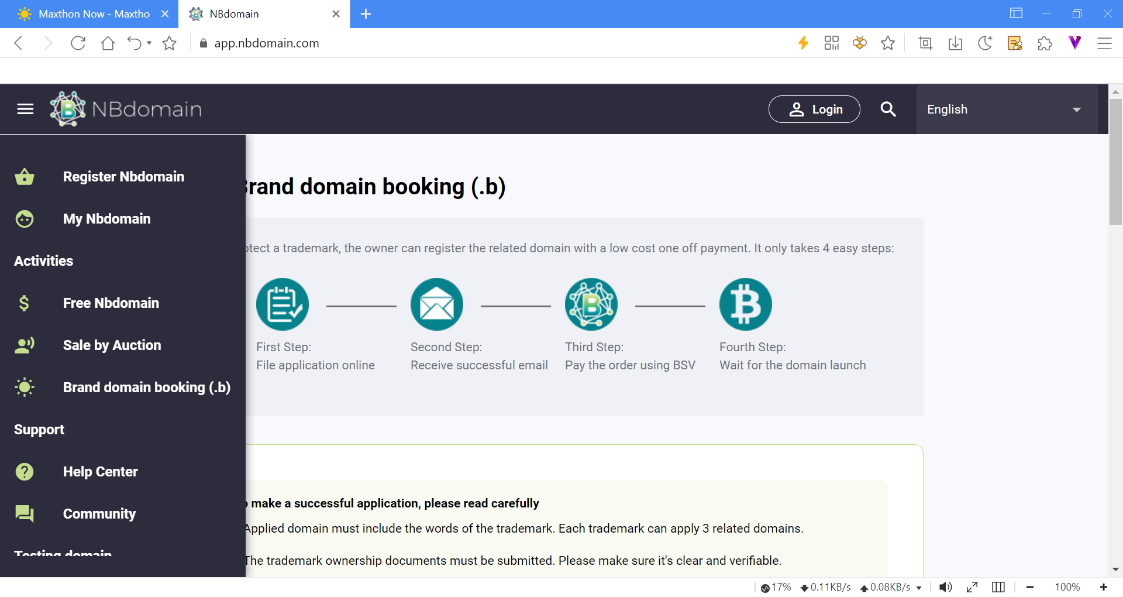 Maxthon Now - Maxtho
NBdomain
app.nbdomain.com
NBdomain
Login
English
Register Nbdomain
My Nbdomain
Activities
Free Nbdomain
Sale by Auction
Brand domain booking (.b)
Support
Help Center
Community
Testing domain
Brand domain booking (.b)
otect a trademark, the owner can register the related domain with a low cost one off payment. It only takes 4 easy steps:
First Step:
File application online
Second Step:
Receive successful email
Third Step:
Pay the order using BSV
Fourth Step:
Wait for the domain launch
o make a successful application, please read carefully
Applied domain must include the words of the trademark. Each trademark can apply 3 related domains.
The trademark ownership documents must be submitted. Please make sure it's clear and verifiable.
17% 0.11KB/s 0.08KB/s 100%